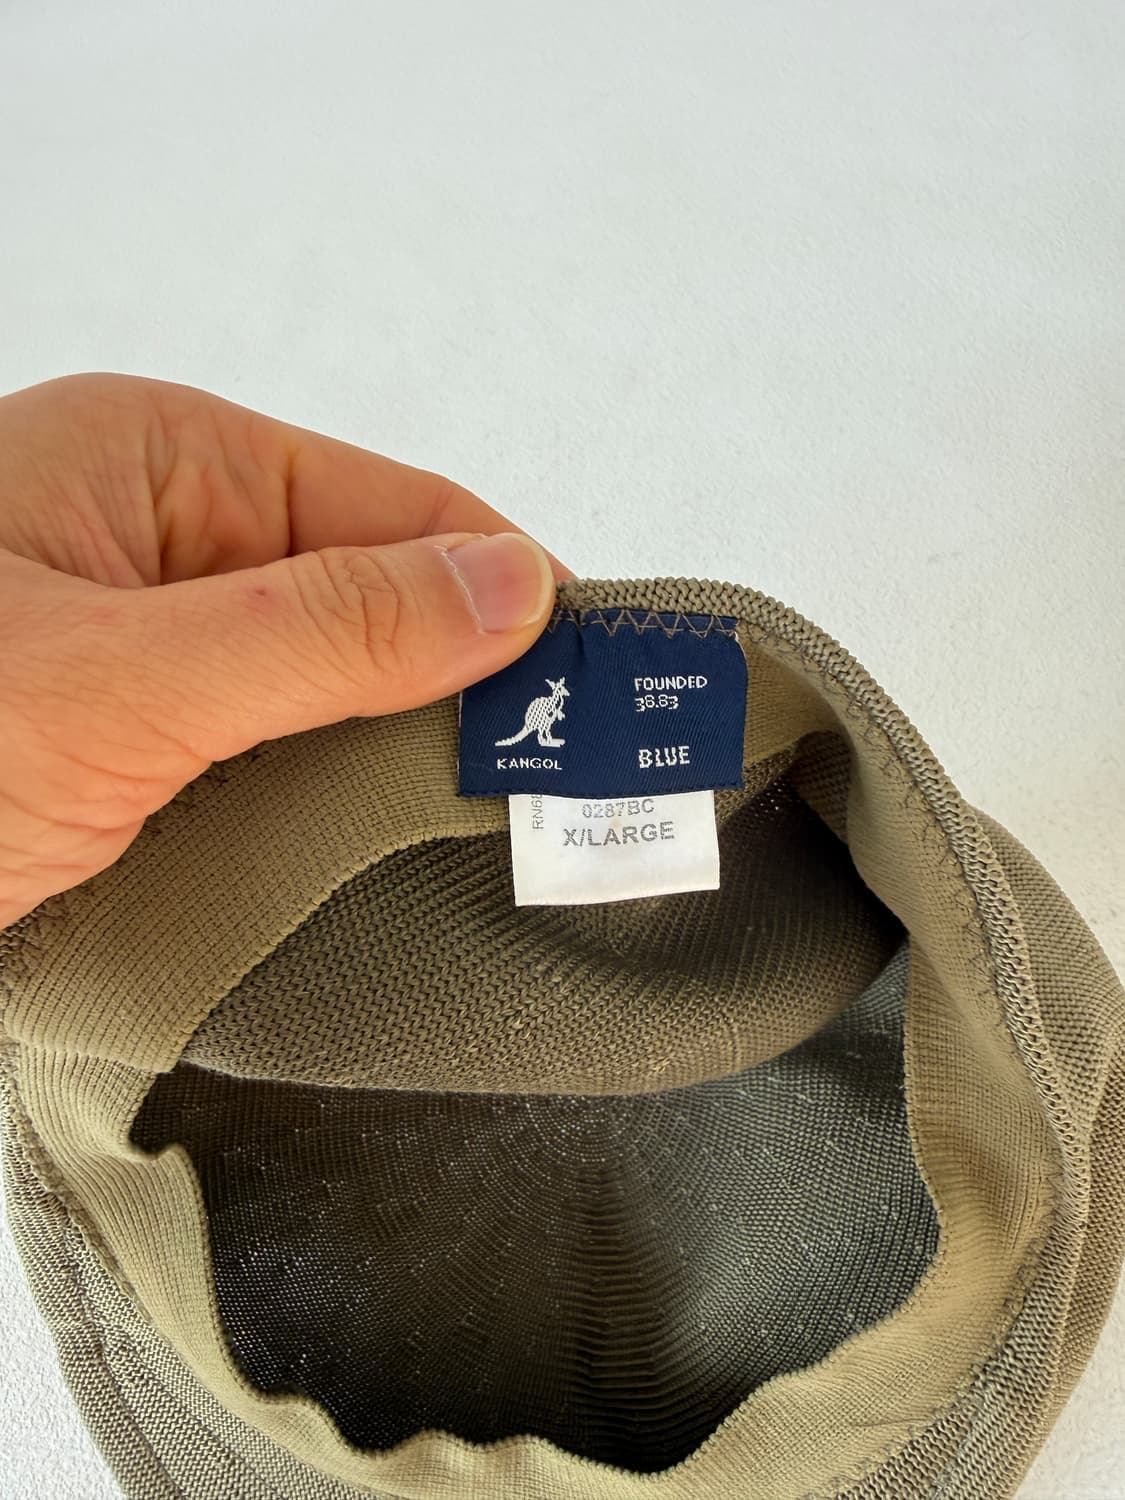 FOUNDED
38.83
KANGOL
BLUE
0287BC
X/LARGE